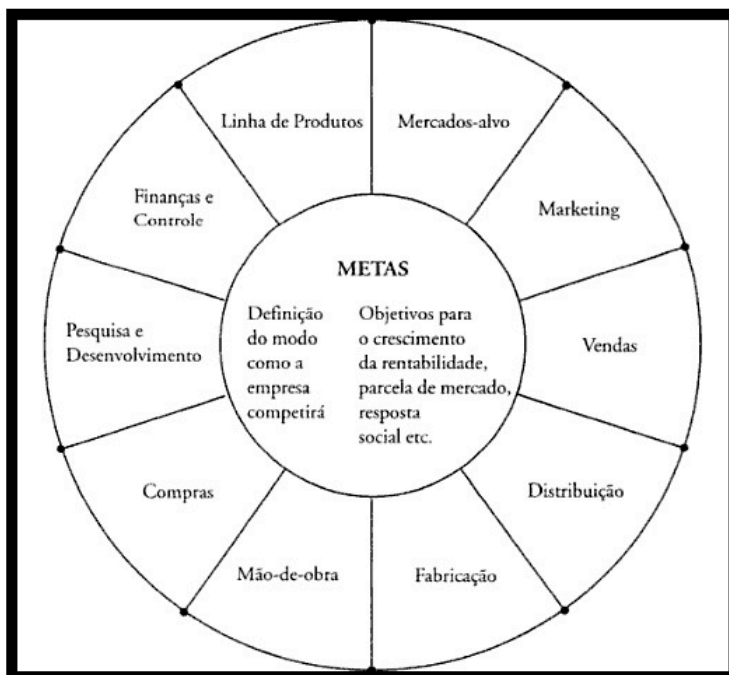 Linha de Produtos
Mercados-alvo
Finanças e
Controle
Marketing
METAS
Definição
do modo
como a
empresa
competirá
Objetivos para
o crescimento
da rentabilidade,
parcela de mercado,
resposta
social etc.
Pesquisa e
Desenvolvimento
Vendas
Compras
Distribuição
Mão-de-obra
Fabricação